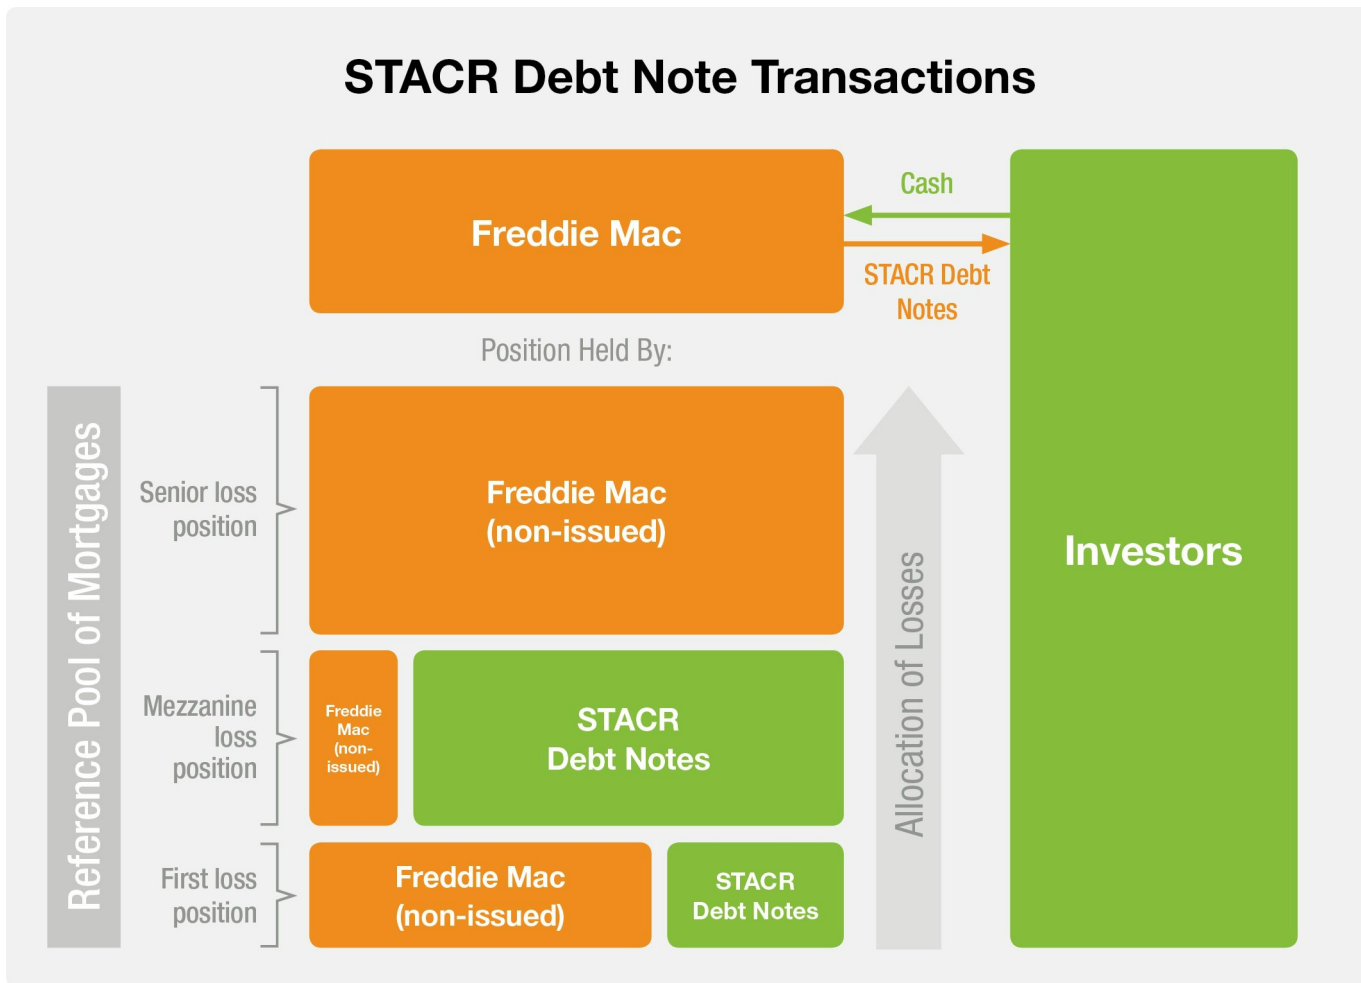 STACR Debt Note Transactions
Freddie Mac
Cash
STACR Debt
Notes
Investors
Position Held By:
Reference Pool of Mortgages
Senior loss
position
Freddie Mac
(non-issued)
Mezzanine
loss
position
Freddie
Mac
(non-
issued)
STACR
Debt Notes
First loss
position
Freddie Mac
(non-issued)
STACR
Debt Notes
Allocation of Losses